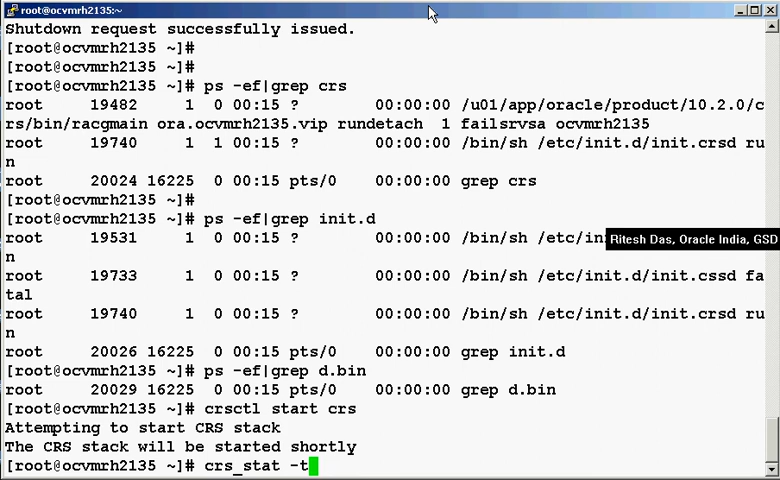 root@ocvmrh2135:~
Shutdown request successfully issued.
[root@ocvmrh2135 ~]#
[root@ocvmrh2135 ~]#
[root@ocvmrh2135 ~]# ps -ef|grep crs
root     19482     1  0 00:15 ?        00:00:00 /u01/app/oracle/product/10.2.0/c
rs/bin/racgmain ora.ocvmrh2135.vip rundetach  1 failsrvsa ocvmrh2135
root     19740     1  1 00:15 ?        00:00:00 /bin/sh /etc/init.d/init.crsd ru
n
root     20024 16225  0 00:15 pts/0    00:00:00 grep crs
[root@ocvmrh2135 ~]#
[root@ocvmrh2135 ~]# ps -ef|grep init.d
root     19531     1  0 00:15 ?        00:00:00 /bin/sh /etc/in
Ritesh Das, Oracle India, GSD
n
root     19733     1  0 00:15 ?        00:00:00 /bin/sh /etc/init.d/init.cssd fa
tal
root     19740     1  0 00:15 ?        00:00:00 /bin/sh /etc/init.d/init.crsd ru
n
root     20026 16225  0 00:15 pts/0    00:00:00 grep init.d
[root@ocvmrh2135 ~]# ps -ef|grep d.bin
root     20029 16225  0 00:15 pts/0    00:00:00 grep d.bin
[root@ocvmrh2135 ~]# crsctl start crs
Attempting to start CRS stack
The CRS stack will be started shortly
[root@ocvmrh2135 ~]# crs_stat -t